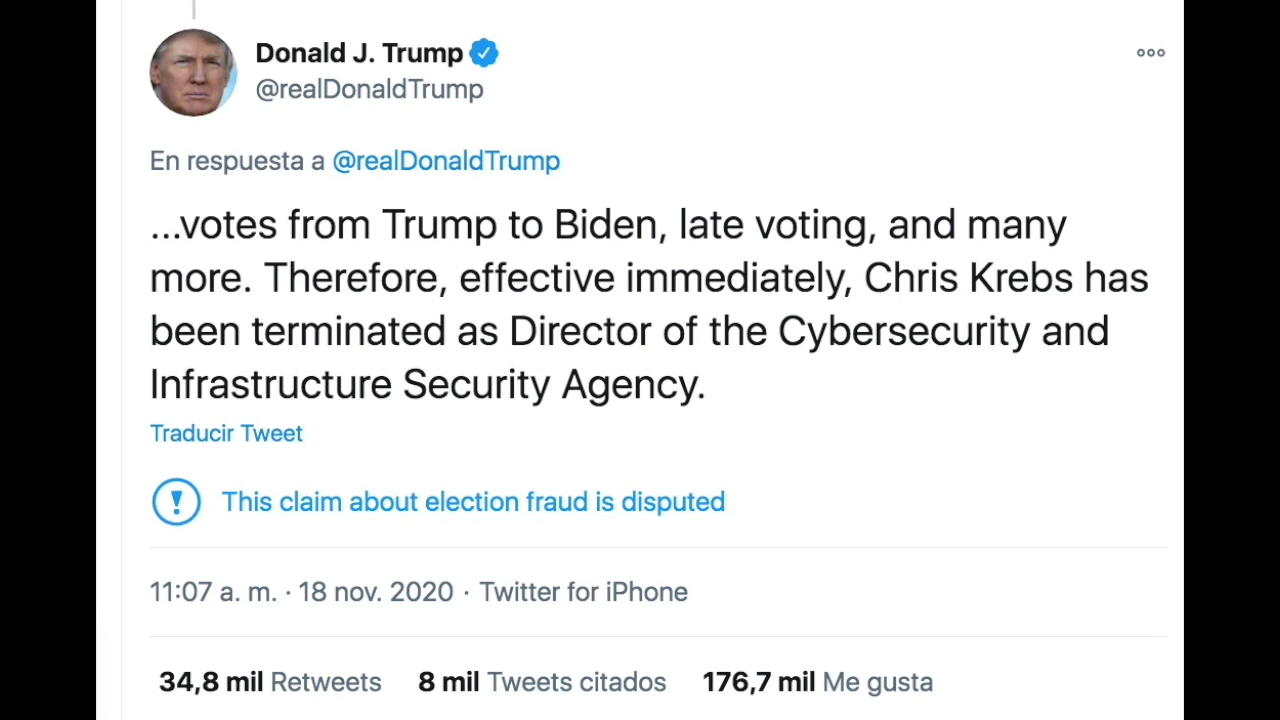 Donald J. Trump
@realDonaldTrump
En respuesta a @realDonaldTrump
...votes from Trump to Biden, late voting, and many
more. Therefore, effective immediately, Chris Krebs has
been terminated as Director of the Cybersecurity and
Infrastructure Security Agency.
Traducir Tweet
This claim about election fraud is disputed
11:07 a. m. · 18 nov. 2020 · Twitter for iPhone
34,8 mil Retweets 8 mil Tweets citados 176,7 mil Me gusta